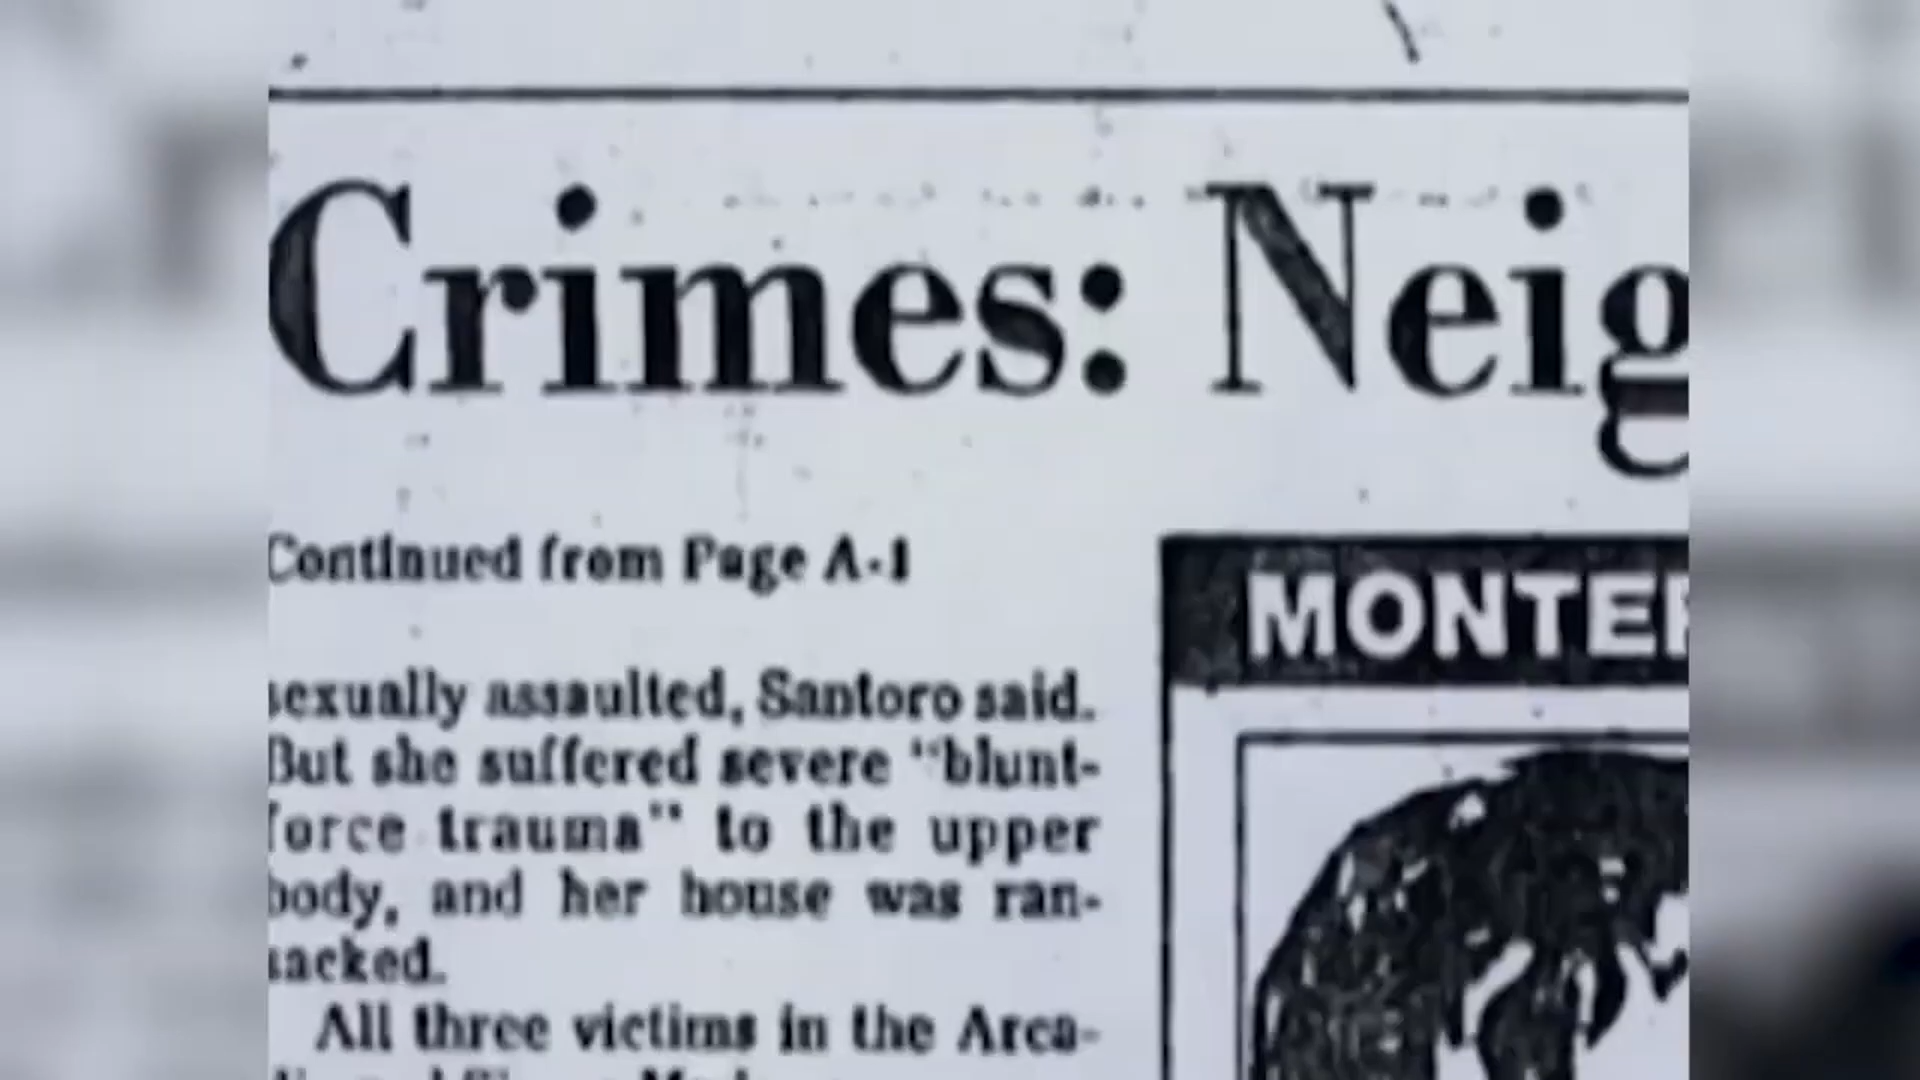 Crimes: Neig
Continued from Page A-1
MONTE
sexually assaulted, Santoro said.
But she suffered severe "blunt-
force trauma" to the upper
body, and her house was ran-
sacked.
All three victims in the Arca-